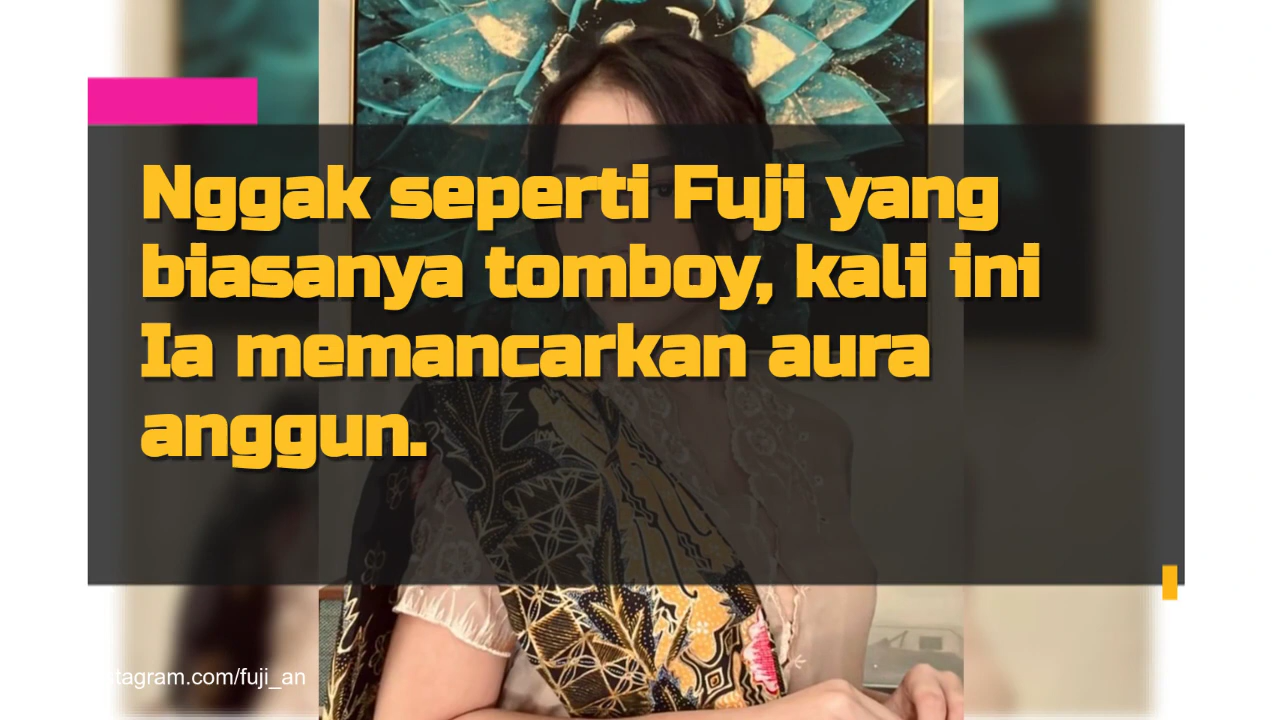 Nggak seperti Fuji yang
biasanya tomboy, kali ini
Ia memancarkan aura
anggun.
tagram.com/fuji_an